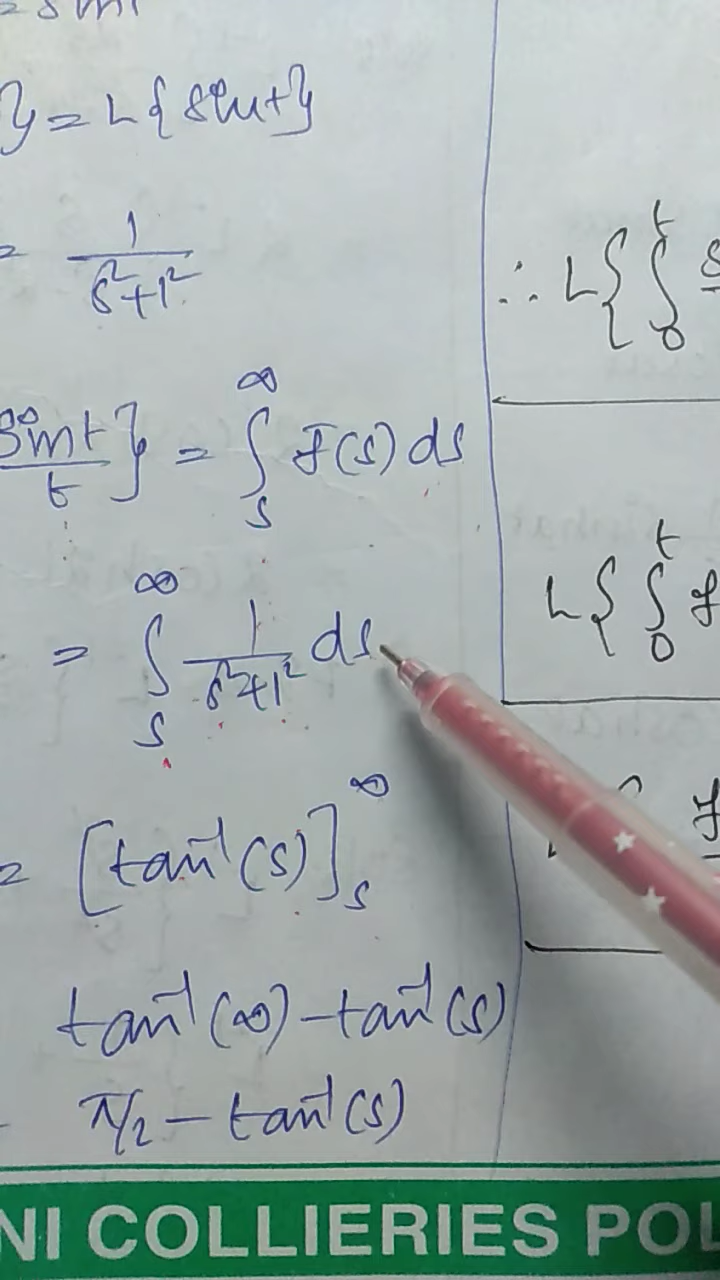 } = L{sint}
= 1/(s²+1²)
sint/t} = ∫_s^∞ f(s) ds
= ∫_s^∞ 1/(s²+1²) ds
= [tan⁻¹(s)]_s^∞
tan⁻¹(∞) - tan⁻¹(s)
π/2 - tan⁻¹(s)
∴ L{ ∫_0^t
L{ ∫_0^t f
NI COLLIERIES POL